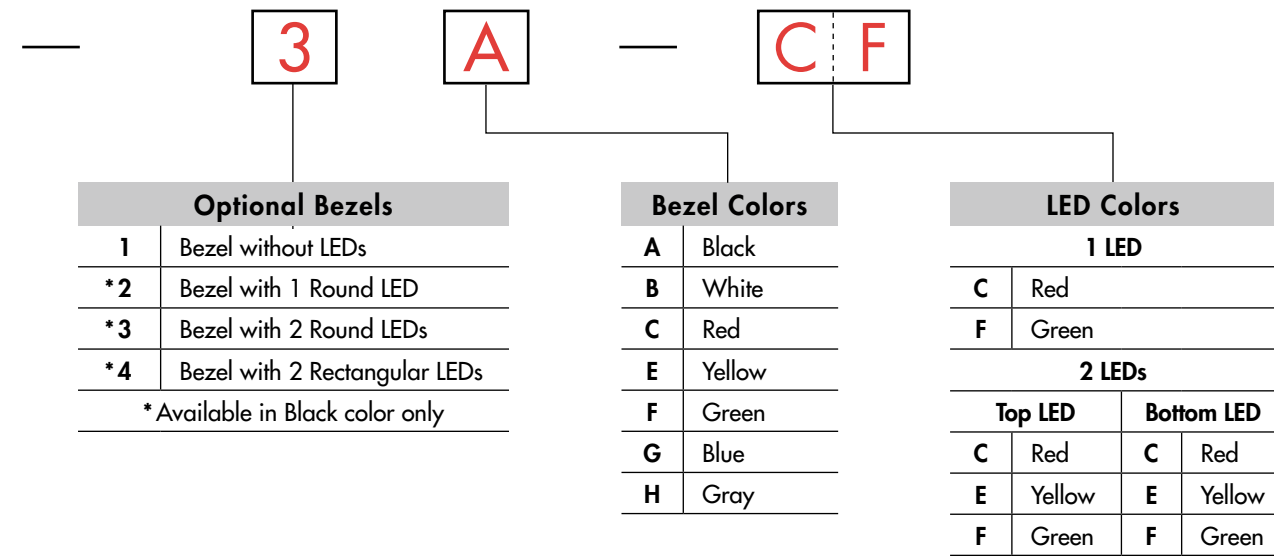 — 3 A — C F
Optional Bezels
1 Bezel without LEDs
*2 Bezel with 1 Round LED
*3 Bezel with 2 Round LEDs
*4 Bezel with 2 Rectangular LEDs
*Available in Black color only
Bezel Colors
A Black
B White
C Red
E Yellow
F Green
G Blue
H Gray
LED Colors
1 LED
C Red
F Green
2 LEDs
Top LED Bottom LED
C Red C Red
E Yellow E Yellow
F Green F Green